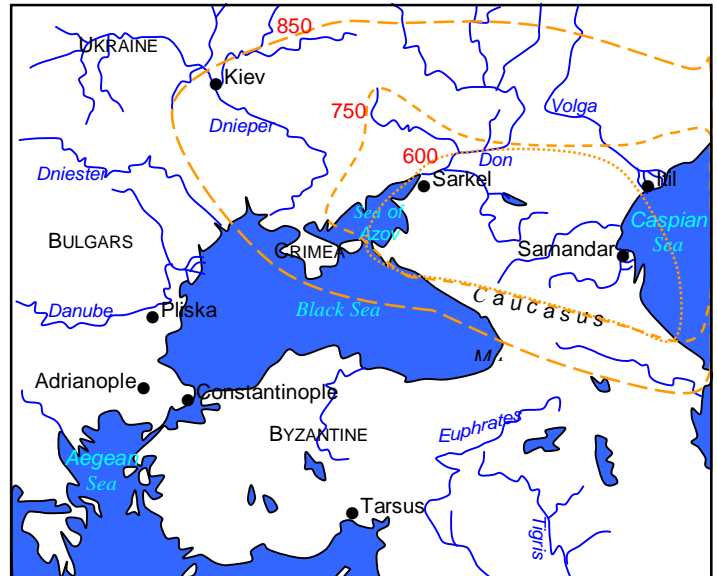 850
UKRAINE
Kiev
750
Volga
Dnieper
600
Don
Dniester
Sarkel
Itil
Sea of
Azov
Caspian
Sea
BULGARS
CRIMEA
Samandar
Danube
Pliska
Black Sea
Caucasus
Adrianople
Constantinople
BYZANTINE
Euphrates
Aegean
Sea
Tarsus
Tigris